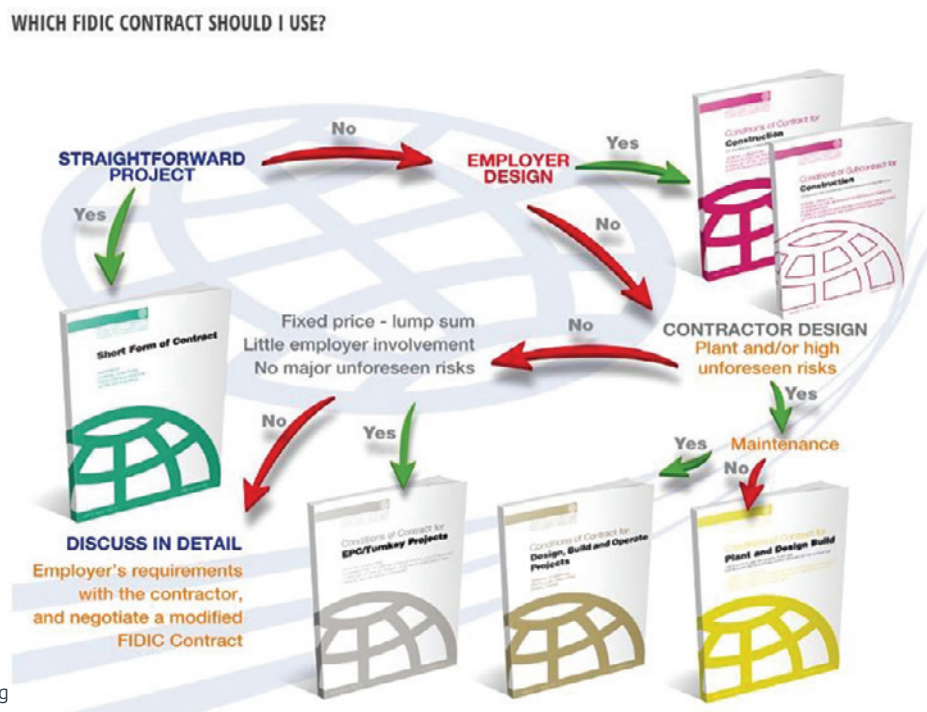 WHICH FIDIC CONTRACT SHOULD I USE?
No
STRAIGHTFORWARD
PROJECT
EMPLOYER
DESIGN
Yes
Conditions of Contract for
Construction
Conditions of Subcontract for
Construction
Yes
No
Short Form of Contract
Fixed price - lump sum
Little employer involvement
No major unforeseen risks
No
CONTRACTOR DESIGN
Plant and/or high
unforeseen risks
Yes
No
Yes
Yes
Maintenance
No
DISCUSS IN DETAIL
Employer's requirements
with the contractor,
and negotiate a modified
FIDIC Contract
Conditions of Contract for
EPC/Turnkey Projects
Conditions of Contract for
Design, Build and Operate
Projects
Conditions of Contract for
Plant and Design Build
g